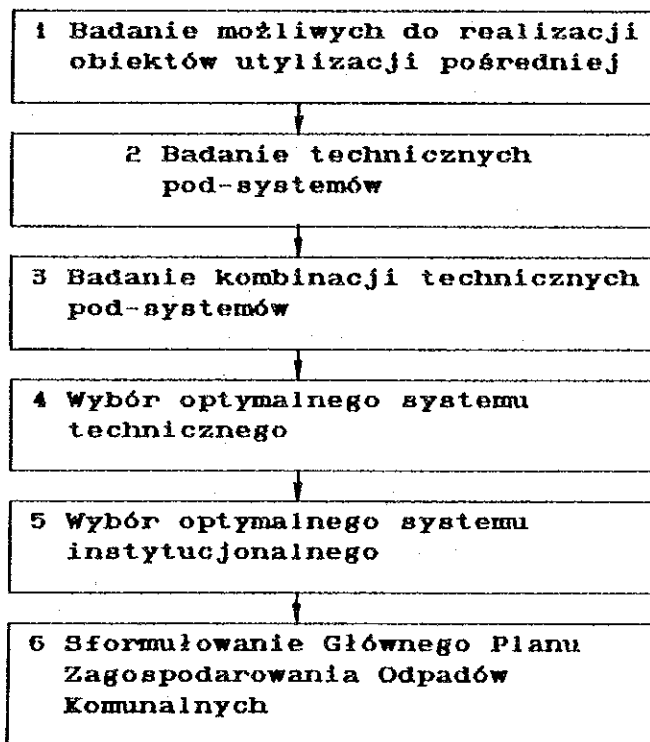 1 Badanie możliwych do realizacji
obiektów utylizacji pośredniej
2 Badanie technicznych
pod-systemów
3 Badanie kombinacji technicznych
pod-systemów
4 Wybór optymalnego systemu
technicznego
5 Wybór optymalnego systemu
instytucjonalnego
6 Sformułowanie Głównego Planu
Zagospodarowania Odpadów
Komunalnych